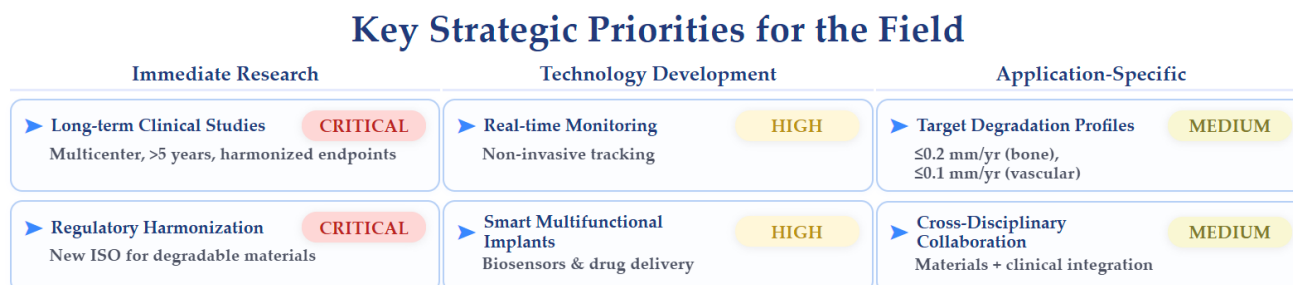 Key Strategic Priorities for the Field
Immediate Research
Long-term Clinical Studies
CRITICAL
Multicenter, >5 years, harmonized endpoints
Regulatory Harmonization
CRITICAL
New ISO for degradable materials
Technology Development
Real-time Monitoring
HIGH
Non-invasive tracking
Smart Multifunctional
Implants
HIGH
Biosensors & drug delivery
Application-Specific
Target Degradation Profiles
MEDIUM
≤0.2 mm/yr (bone),
≤0.1 mm/yr (vascular)
Cross-Disciplinary
Collaboration
MEDIUM
Materials + clinical integration